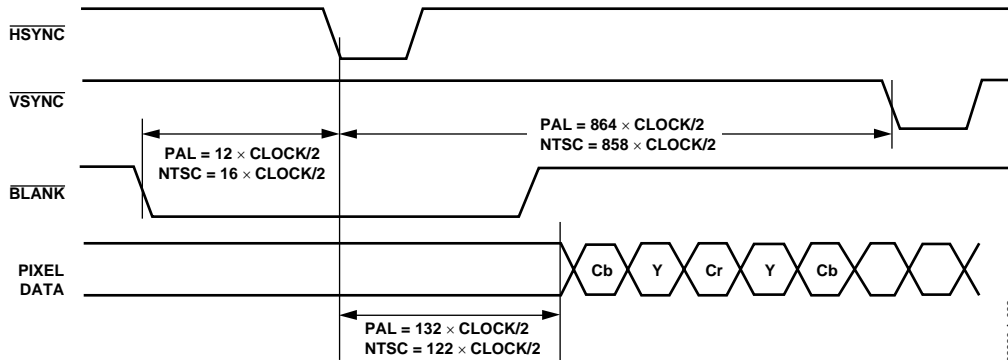 HSYNC
VSYNC
PAL = 864 × CLOCK/2
NTSC = 858 × CLOCK/2
PAL = 12 × CLOCK/2
NTSC = 16 × CLOCK/2
BLANK
PIXEL
DATA
Cb Y Cr Y Cb
PAL = 132 × CLOCK/2
NTSC = 122 × CLOCK/2